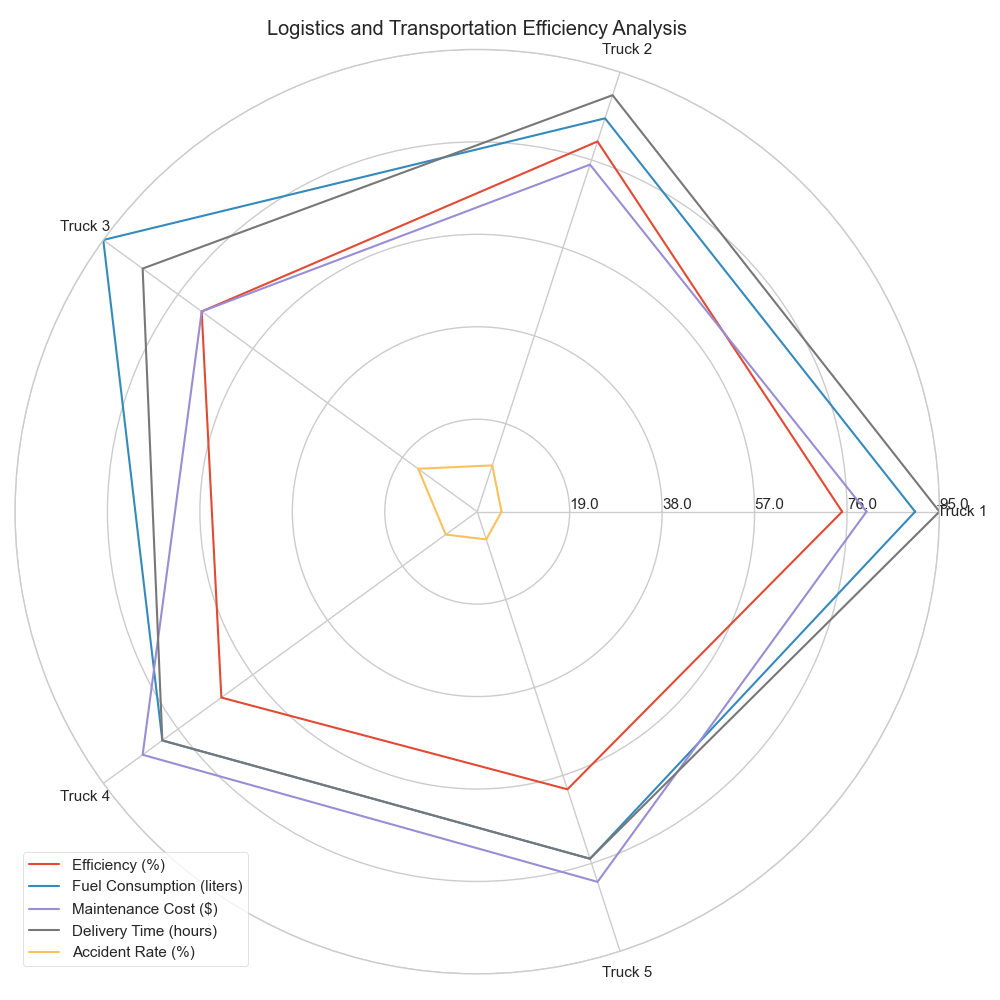 Logistics and Transportation Efficiency Analysis
Truck 2
Truck 3
19.0
38.0
57.0
76.0
95.0
Truck 1
Truck 4
Truck 5
Efficiency (%)
Fuel Consumption (liters)
Maintenance Cost ($)
Delivery Time (hours)
Accident Rate (%)